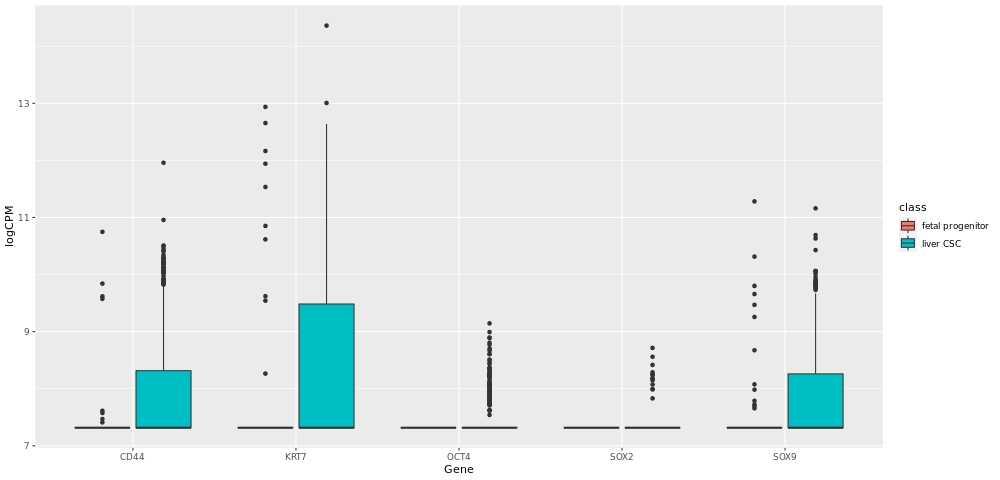 logCPM
13
11
9
7
CD44 KRT7 OCT4 SOX2 SOX9
Gene
class
fetal progenitor
liver CSC